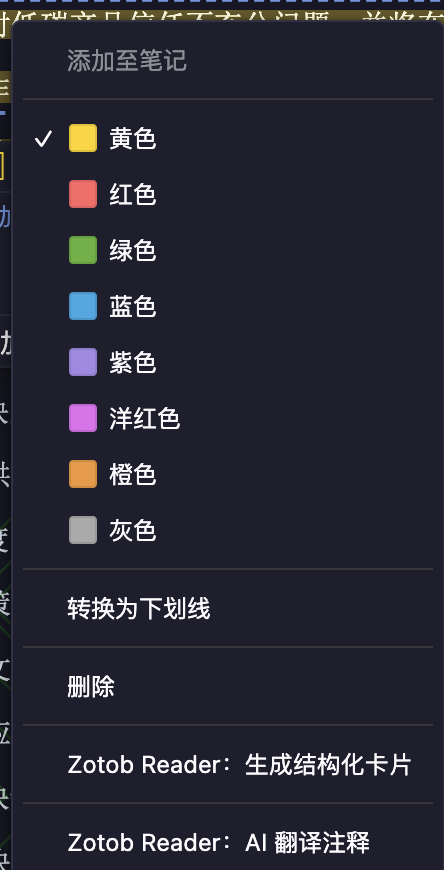 添加至笔记
黄色
红色
绿色
蓝色
紫色
洋红色
橙色
灰色
转换为下划线
删除
Zotob Reader：生成结构化卡片
Zotob Reader：AI 翻译注释